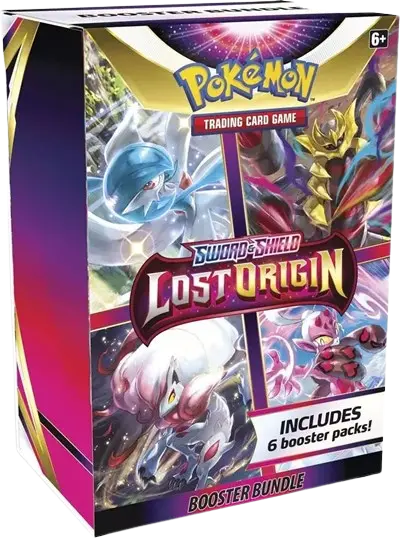 BOOSTER BUNDLE
6+
POKéMON
TRADING CARD GAME
SWORD & SHIELD
LOST ORIGIN
INCLUDES
6 booster packs!
BOOSTER BUNDLE